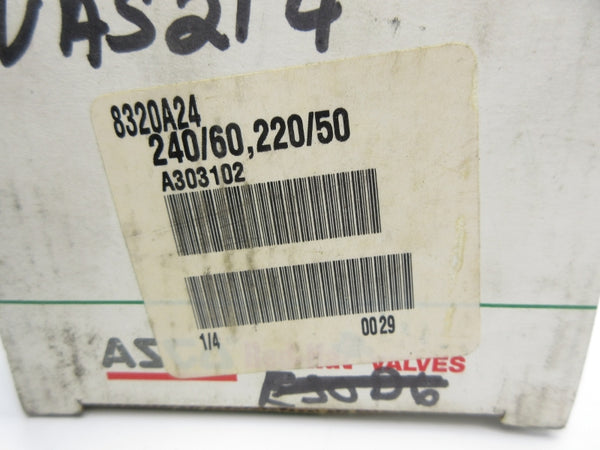 VAS214
8320A24
240/60,220/50
A303102
1/4 0029
VALVES